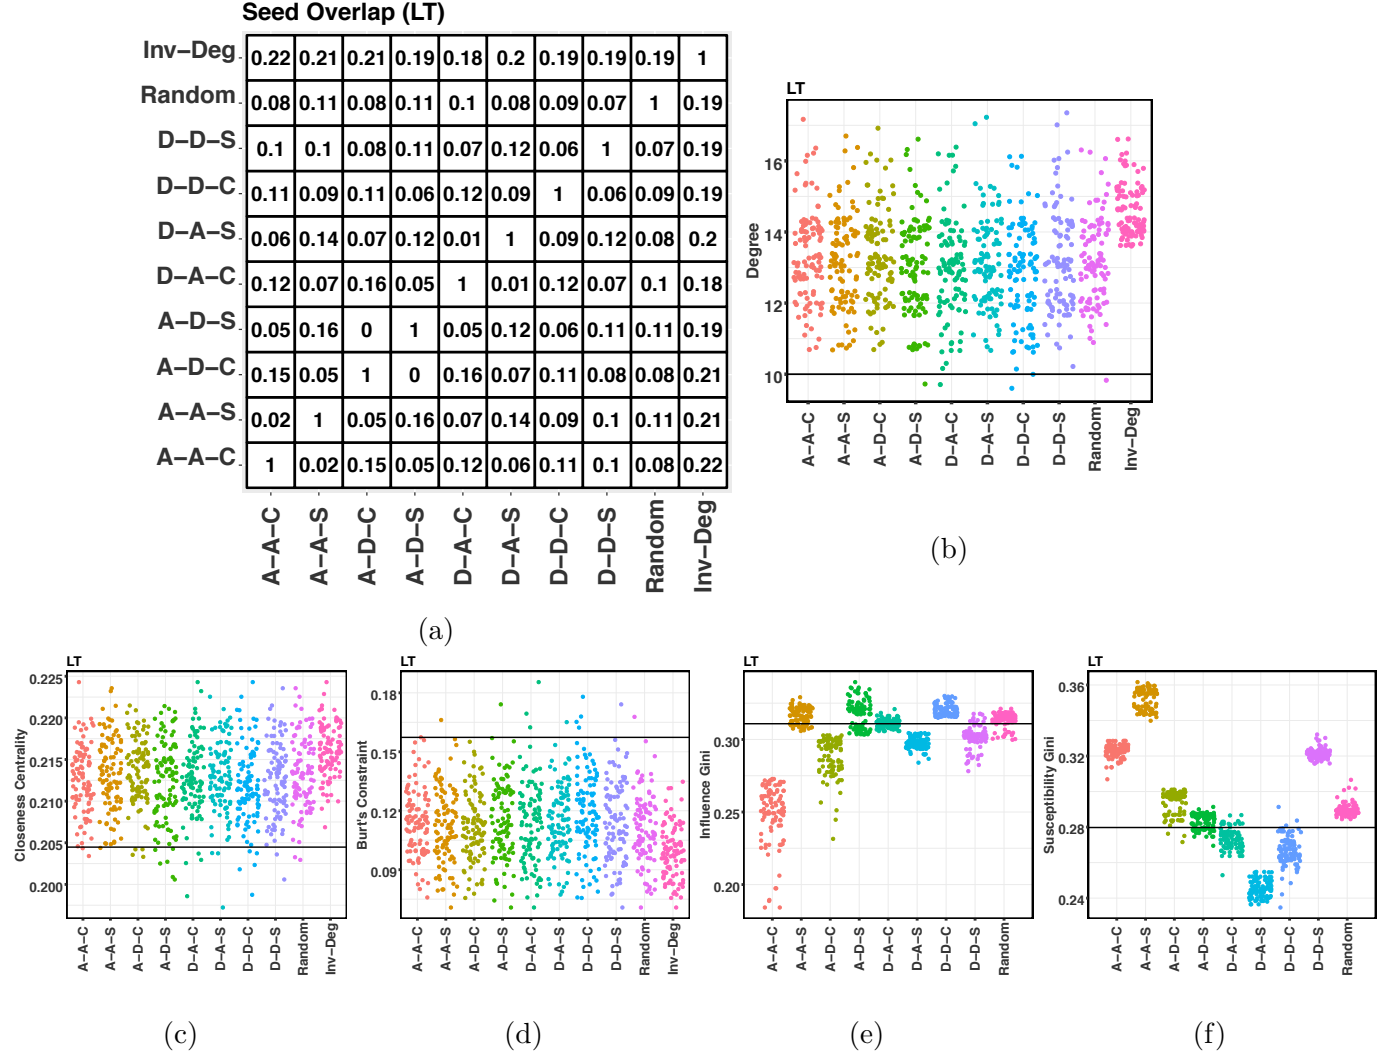 Seed Overlap (LT)
Inv−Deg 0.22 0.21 0.21 0.19 0.18 0.2 0.19 0.19 0.19 1
Random 0.08 0.11 0.08 0.11 0.1 0.08 0.09 0.07 1 0.19
D−D−S 0.1 0.1 0.08 0.11 0.07 0.12 0.06 1 0.07 0.19
D−D−C 0.11 0.09 0.11 0.06 0.12 0.09 1 0.06 0.09 0.19
D−A−S 0.06 0.14 0.07 0.12 0.01 1 0.09 0.12 0.08 0.2
D−A−C 0.12 0.07 0.16 0.05 1 0.01 0.12 0.07 0.1 0.18
A−D−S 0.05 0.16 0 1 0.05 0.12 0.06 0.11 0.11 0.19
A−D−C 0.15 0.05 1 0 0.16 0.07 0.11 0.08 0.08 0.21
A−A−S 0.02 1 0.05 0.16 0.07 0.14 0.09 0.1 0.11 0.21
A−A−C 1 0.02 0.15 0.05 0.12 0.06 0.11 0.1 0.08 0.22
A−A−C A−A−S A−D−C A−D−S D−A−C D−A−S D−D−C D−D−S Random Inv−Deg
(a)
LT
Degree
16
14
12
10
A−A−C A−A−S A−D−C A−D−S D−A−C D−A−S D−D−C D−D−S Random Inv−Deg
(b)
LT
Closeness Centrality
0.225
0.220
0.215
0.210
0.205
0.200
A−A−C A−A−S A−D−C A−D−S D−A−C D−A−S D−D−C D−D−S Random Inv−Deg
(c)
LT
Burt's Constraint
0.18
0.15
0.12
0.09
A−A−C A−A−S A−D−C A−D−S D−A−C D−A−S D−D−C D−D−S Random Inv−Deg
(d)
LT
Influence Gini
0.30
0.25
0.20
A−A−C A−A−S A−D−C A−D−S D−A−C D−A−S D−D−C D−D−S Random
(e)
LT
Susceptibility Gini
0.36
0.32
0.28
0.24
A−A−C A−A−S A−D−C A−D−S D−A−C D−A−S D−D−C D−D−S Random
(f)